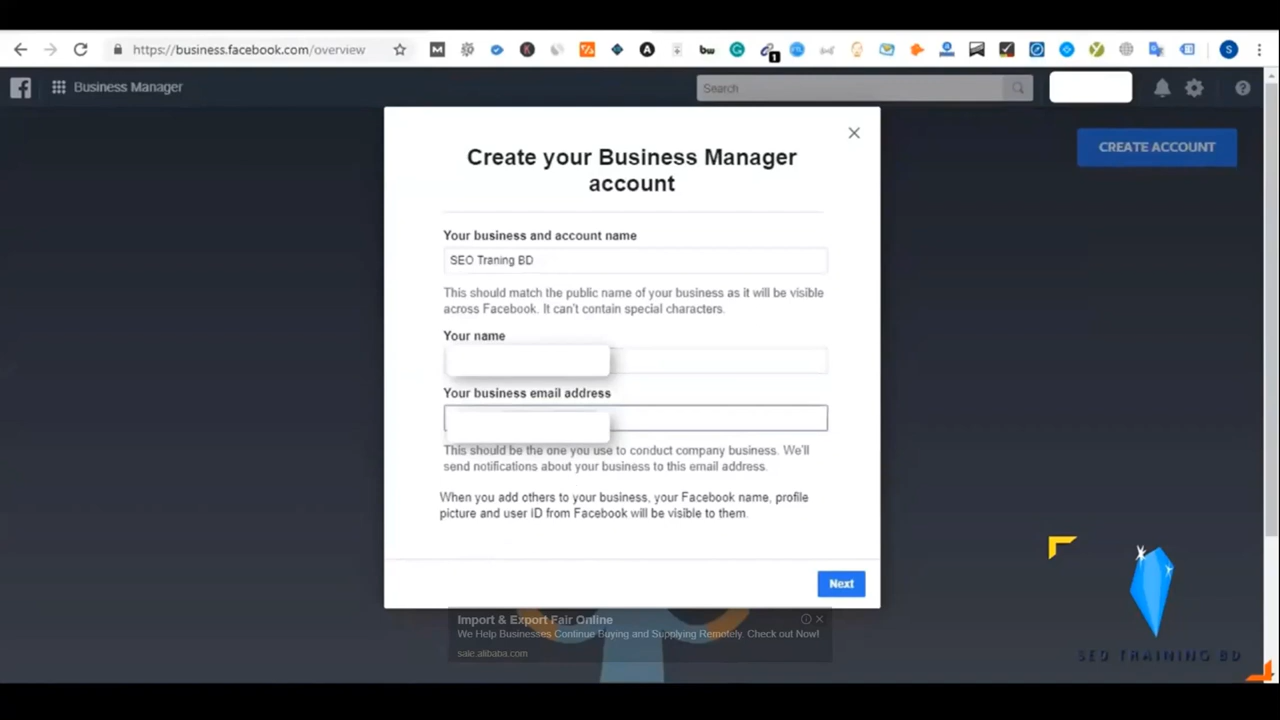 https://business.facebook.com/overview
Business Manager
Search
CREATE ACCOUNT
Create your Business Manager
account
Your business and account name
SEO Traning BD
This should match the public name of your business as it will be visible
across Facebook. It can't contain special characters.
Your name
Your business email address
This should be the one you use to conduct company business. We'll
send notifications about your business to this email address.
When you add others to your business, your Facebook name, profile
picture and user ID from Facebook will be visible to them.
Next
Import & Export Fair Online
We Help Businesses Continue Buying and Supplying Remotely. Check out Now!
sale.alibaba.com
SEO TRAINING BD